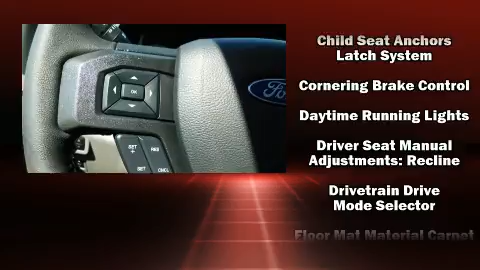 Child Seat Anchors
Latch System
Cornering Brake Control
Daytime Running Lights
Driver Seat Manual
Adjustments: Recline
Drivetrain Drive
Mode Selector
Floor Mat Material Carpet
OK
SET
+
RES
SET
-
CNCL
Ford